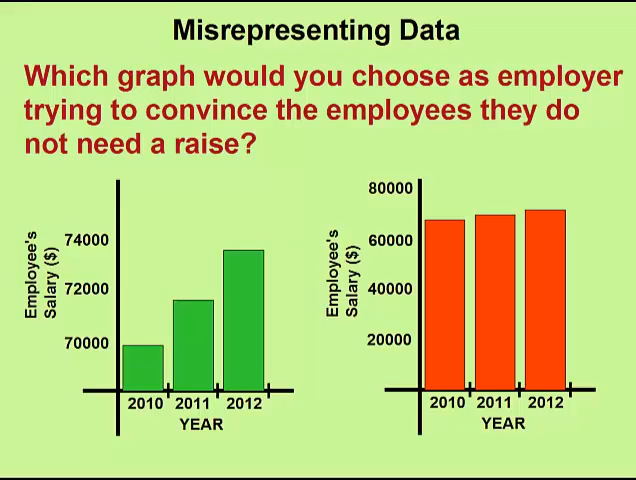 Misrepresenting Data
Which graph would you choose as employer
trying to convince the employees they do
not need a raise?
Employee's
Salary ($)
74000
72000
70000
2010 2011 2012
YEAR
Employee's
Salary ($)
80000
60000
40000
20000
2010 2011 2012
YEAR